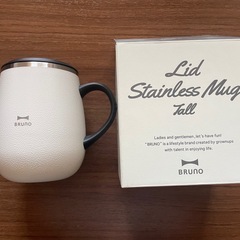 BRUNO
Lid
Stainless Mug
Tall
Ladies and gentlemen, let's have fun!
"BRUNO" is a lifestyle brand created by grownups
with talent in enjoying life.
BRUNO